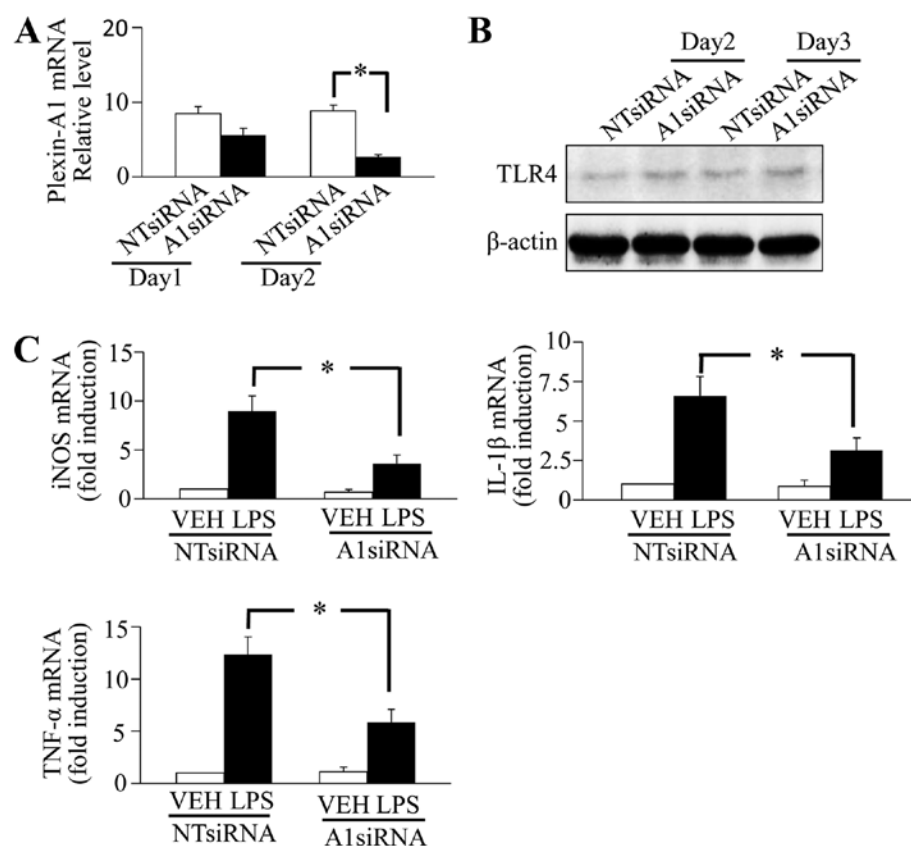 A
Plexin-A1 mRNA
Relative level
20
10
0
*
NTsiRNA
A1siRNA
NTsiRNA
A1siRNA
Day1
Day2
B
Day2
Day3
NTsiRNA
A1siRNA
NTsiRNA
A1siRNA
TLR4
β-actin
C
iNOS mRNA
(fold induction)
15
10
5
0
*
VEH LPS
VEH LPS
NTsiRNA
A1siRNA
IL-1β mRNA
(fold induction)
10
7.5
5
2.5
0
*
VEH LPS
VEH LPS
NTsiRNA
A1siRNA
TNF-α mRNA
(fold induction)
15
10
5
0
*
VEH LPS
VEH LPS
NTsiRNA
A1siRNA